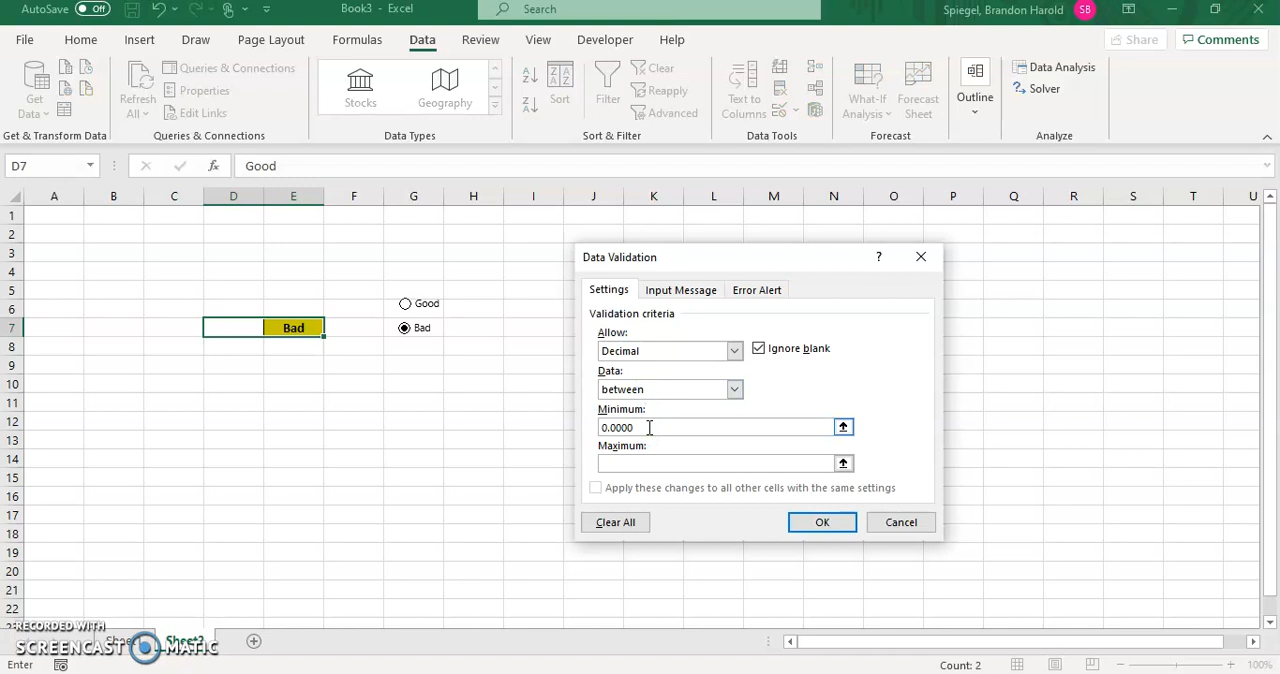 AutoSave Off Book3 - Excel Search Spiegel, Brandon Harold SB
File Home Insert Draw Page Layout Formulas Data Review View Developer Help Share Comments
Get Data
Refresh All
Queries & Connections
Properties
Edit Links
Stocks Geography
Sort
Filter
Clear
Reapply
Advanced
Text to Columns
What-If Analysis
Forecast Sheet
Outline
Data Analysis
Solver
Get & Transform Data Queries & Connections Data Types Sort & Filter Data Tools Forecast Analyze
D7 fx Good
A B C D E F G H I J K L M N O P Q R S T U
1
2
3
4
5
6
7
8
9
10
11
12
13
14
15
16
17
18
19
20
21
22
Good
Bad
Bad
Data Validation ? 
Settings Input Message Error Alert
Validation criteria
Allow:
Decimal Ignore blank
Data:
between
Minimum:
0.0000
Maximum:
Apply these changes to all other cells with the same settings
Clear All OK Cancel
RECORDED WITH
SCREENCAST MATIC
Sheet2
Enter Count: 2 100%